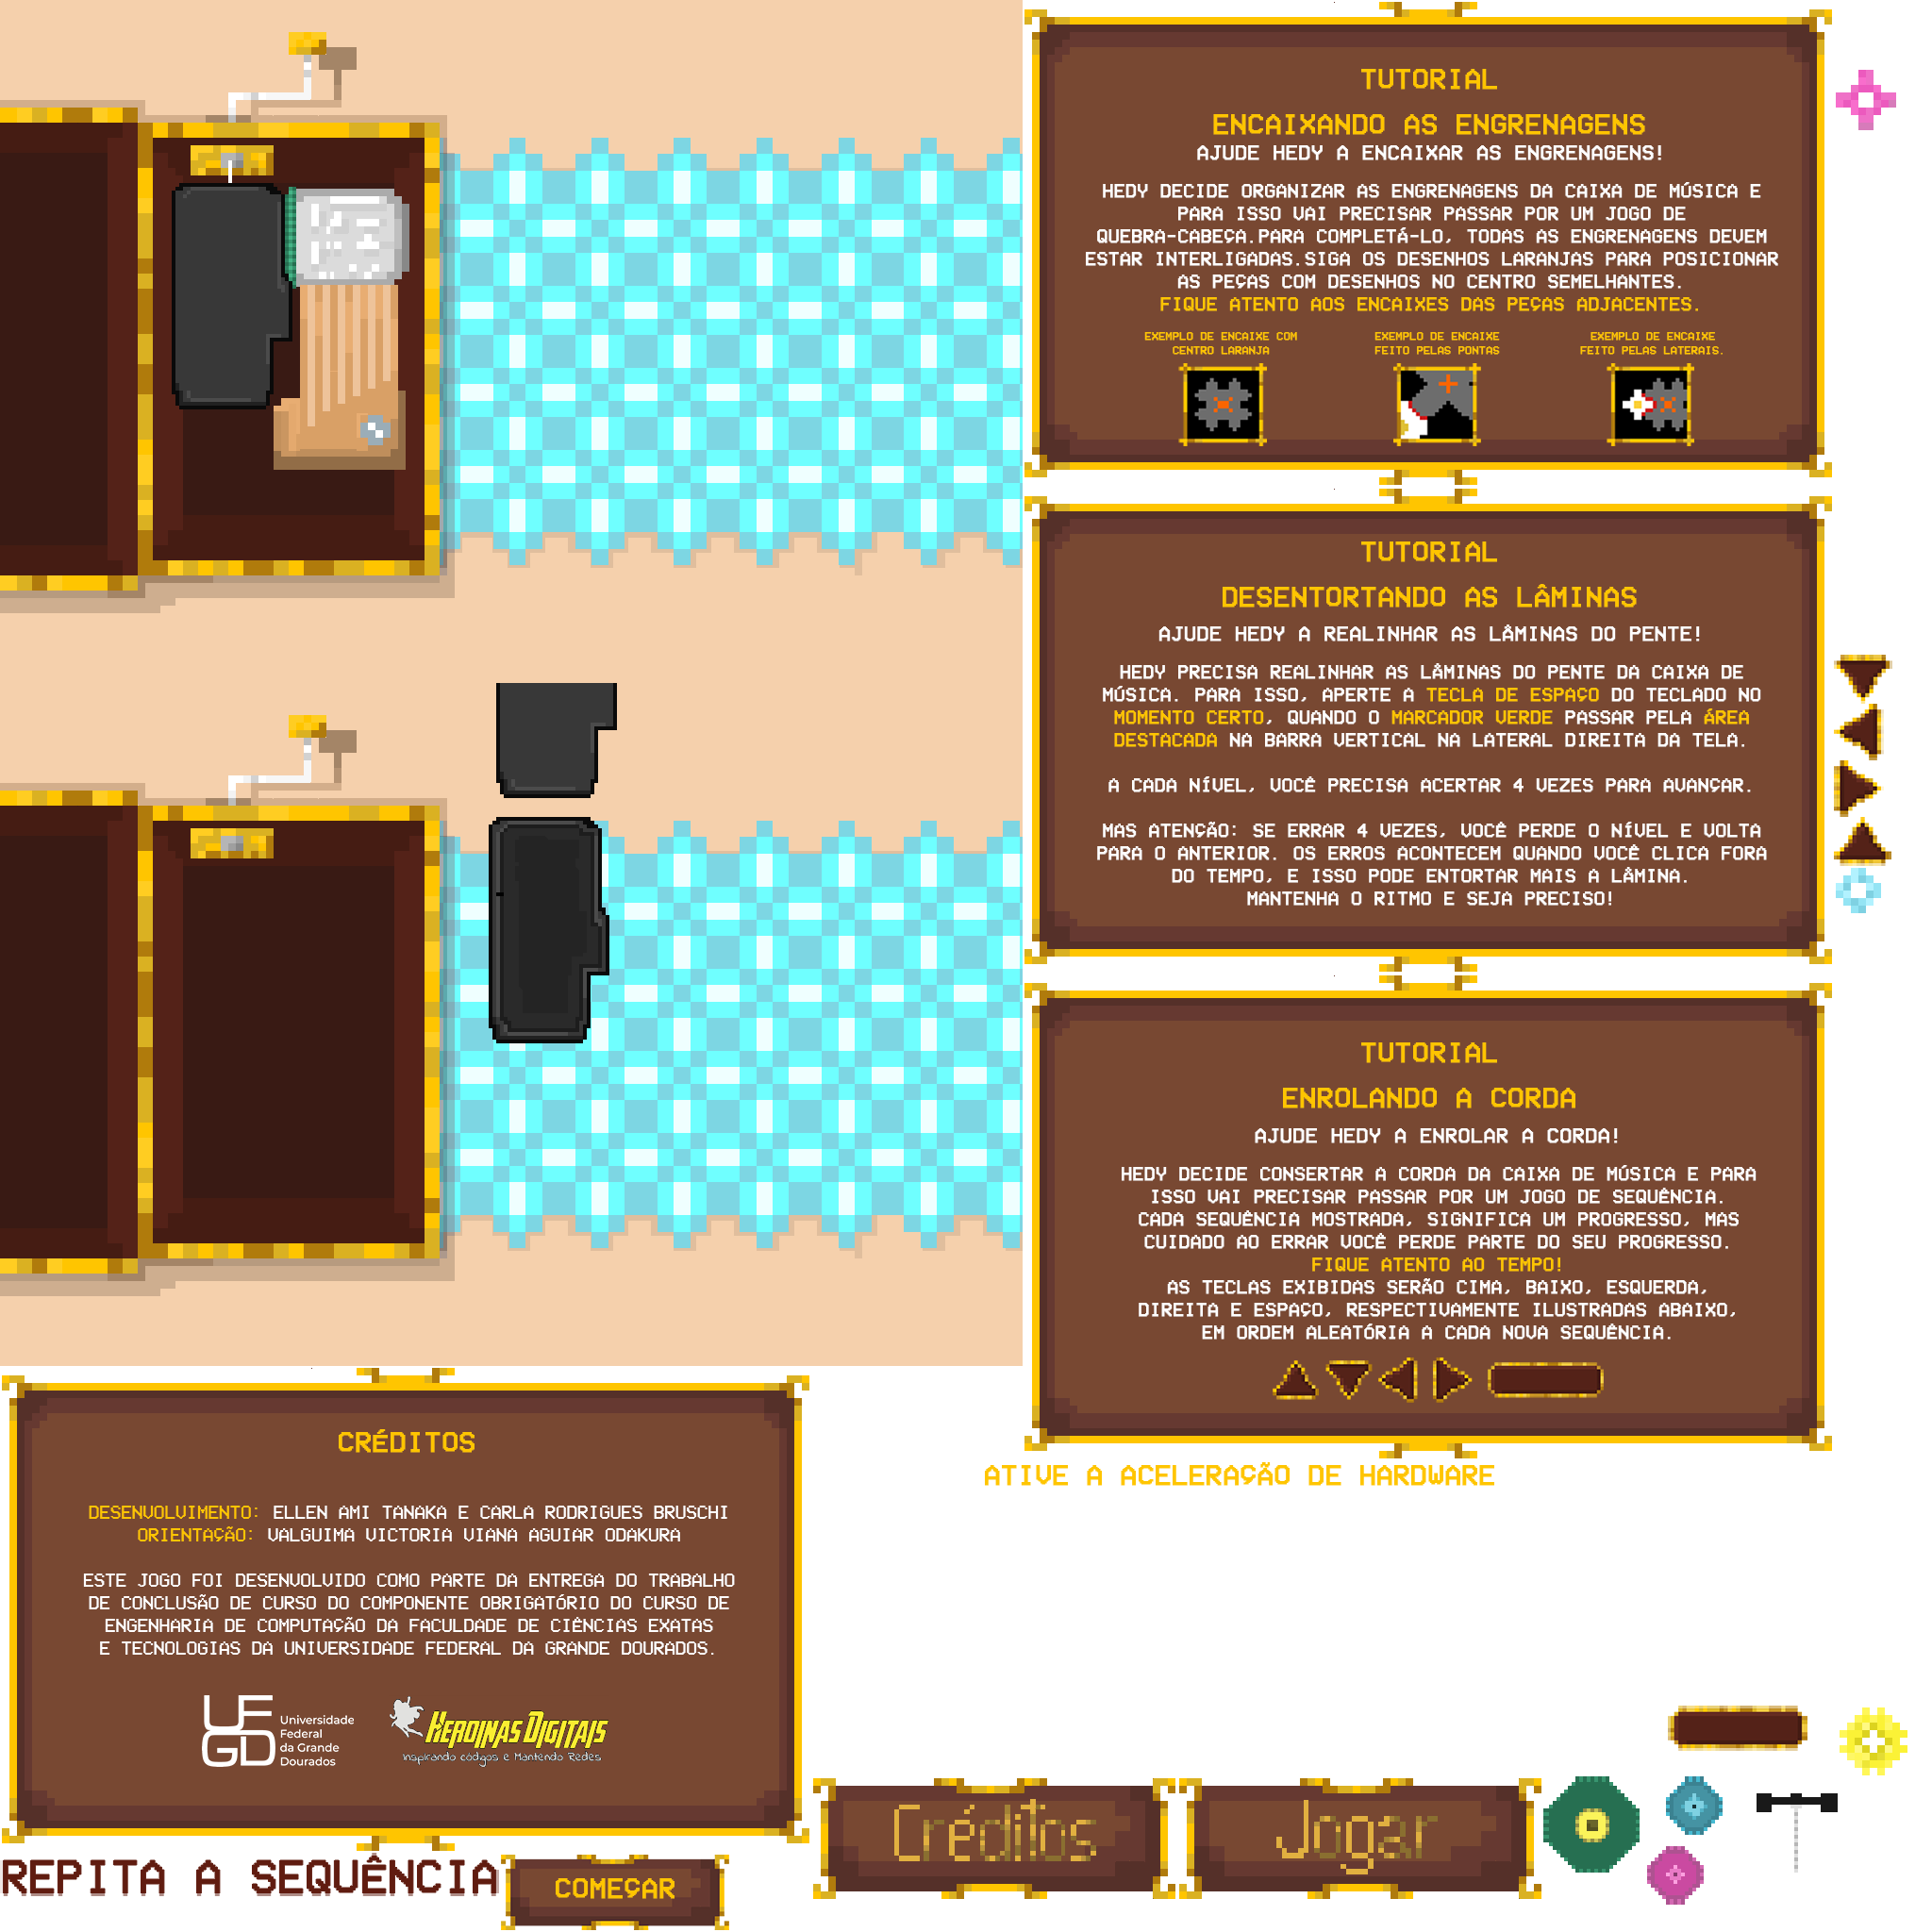 TUTORIAL
ENCAIXANDO AS ENGRENAGENS
AJUDE HEDY A ENCAIXAR AS ENGRENAGENS!
HEDY DECIDE ORGANIZAR AS ENGRENAGENS DA CAIXA DE MÚSICA E
PARA ISSO VAI PRECISAR PASSAR POR UM JOGO DE
QUEBRA-CABEÇA.PARA COMPLETÁ-LO, TODAS AS ENGRENAGENS DEVEM
ESTAR INTERLIGADAS.SIGA OS DESENHOS LARANJAS PARA POSICIONAR
AS PEÇAS COM DESENHOS NO CENTRO SEMELHANTES.
FIQUE ATENTO AOS ENCAIXES DAS PEÇAS ADJACENTES.
EXEMPLO DE ENCAIXE COM
CENTRO LARANJA
EXEMPLO DE ENCAIXE
FEITO PELAS PONTAS
EXEMPLO DE ENCAIXE
FEITO PELAS LATERAIS.
TUTORIAL
DESENTORTANDO AS LÂMINAS
AJUDE HEDY A REALINHAR AS LÂMINAS DO PENTE!
HEDY PRECISA REALINHAR AS LÂMINAS DO PENTE DA CAIXA DE
MÚSICA. PARA ISSO, APERTE A TECLA DE ESPAÇO DO TECLADO NO
MOMENTO CERTO, QUANDO O MARCADOR VERDE PASSAR PELA ÁREA
DESTACADA NA BARRA VERTICAL NA LATERAL DIREITA DA TELA.
A CADA NÍVEL, VOCÊ PRECISA ACERTAR 4 VEZES PARA AVANÇAR.
MAS ATENÇÃO: SE ERRAR 4 VEZES, VOCÊ PERDE O NÍVEL E VOLTA
PARA O ANTERIOR. OS ERROS ACONTECEM QUANDO VOCÊ CLICA FORA
DO TEMPO, E ISSO PODE ENTORTAR MAIS A LÂMINA.
MANTENHA O RITMO E SEJA PRECISO!
TUTORIAL
ENROLANDO A CORDA
AJUDE HEDY A ENROLAR A CORDA!
HEDY DECIDE CONSERTAR A CORDA DA CAIXA DE MÚSICA E PARA
ISSO VAI PRECISAR PASSAR POR UM JOGO DE SEQUÊNCIA.
CADA SEQUÊNCIA MOSTRADA, SIGNIFICA UM PROGRESSO, MAS
CUIDADO AO ERRAR VOCÊ PERDE PARTE DO SEU PROGRESSO.
FIQUE ATENTO AO TEMPO!
AS TECLAS EXIBIDAS SERÃO CIMA, BAIXO, ESQUERDA,
DIREITA E ESPAÇO, RESPECTIVAMENTE ILUSTRADAS ABAIXO,
EM ORDEM ALEATÓRIA A CADA NOVA SEQUÊNCIA.
ATIVE A ACELERAÇÃO DE HARDWARE
CRÉDITOS
DESENVOLVIMENTO: ELLEN AMI TANAKA E CARLA RODRIGUES BRUSCHI
ORIENTAÇÃO: VALGUIMA VICTORIA VIANA AGUIAR ODAKURA
ESTE JOGO FOI DESENVOLVIDO COMO PARTE DA ENTREGA DO TRABALHO
DE CONCLUSÃO DE CURSO DO COMPONENTE OBRIGATÓRIO DO CURSO DE
ENGENHARIA DE COMPUTAÇÃO DA FACULDADE DE CIÊNCIAS EXATAS
E TECNOLOGIAS DA UNIVERSIDADE FEDERAL DA GRANDE DOURADOS.
UFGD
Universidade
Federal
da Grande
Dourados
HEROINAS DIGITAIS
Inspirando códigos e Mantendo Redes
Créditos
Jogar
REPITA A SEQUÊNCIA
COMEÇAR